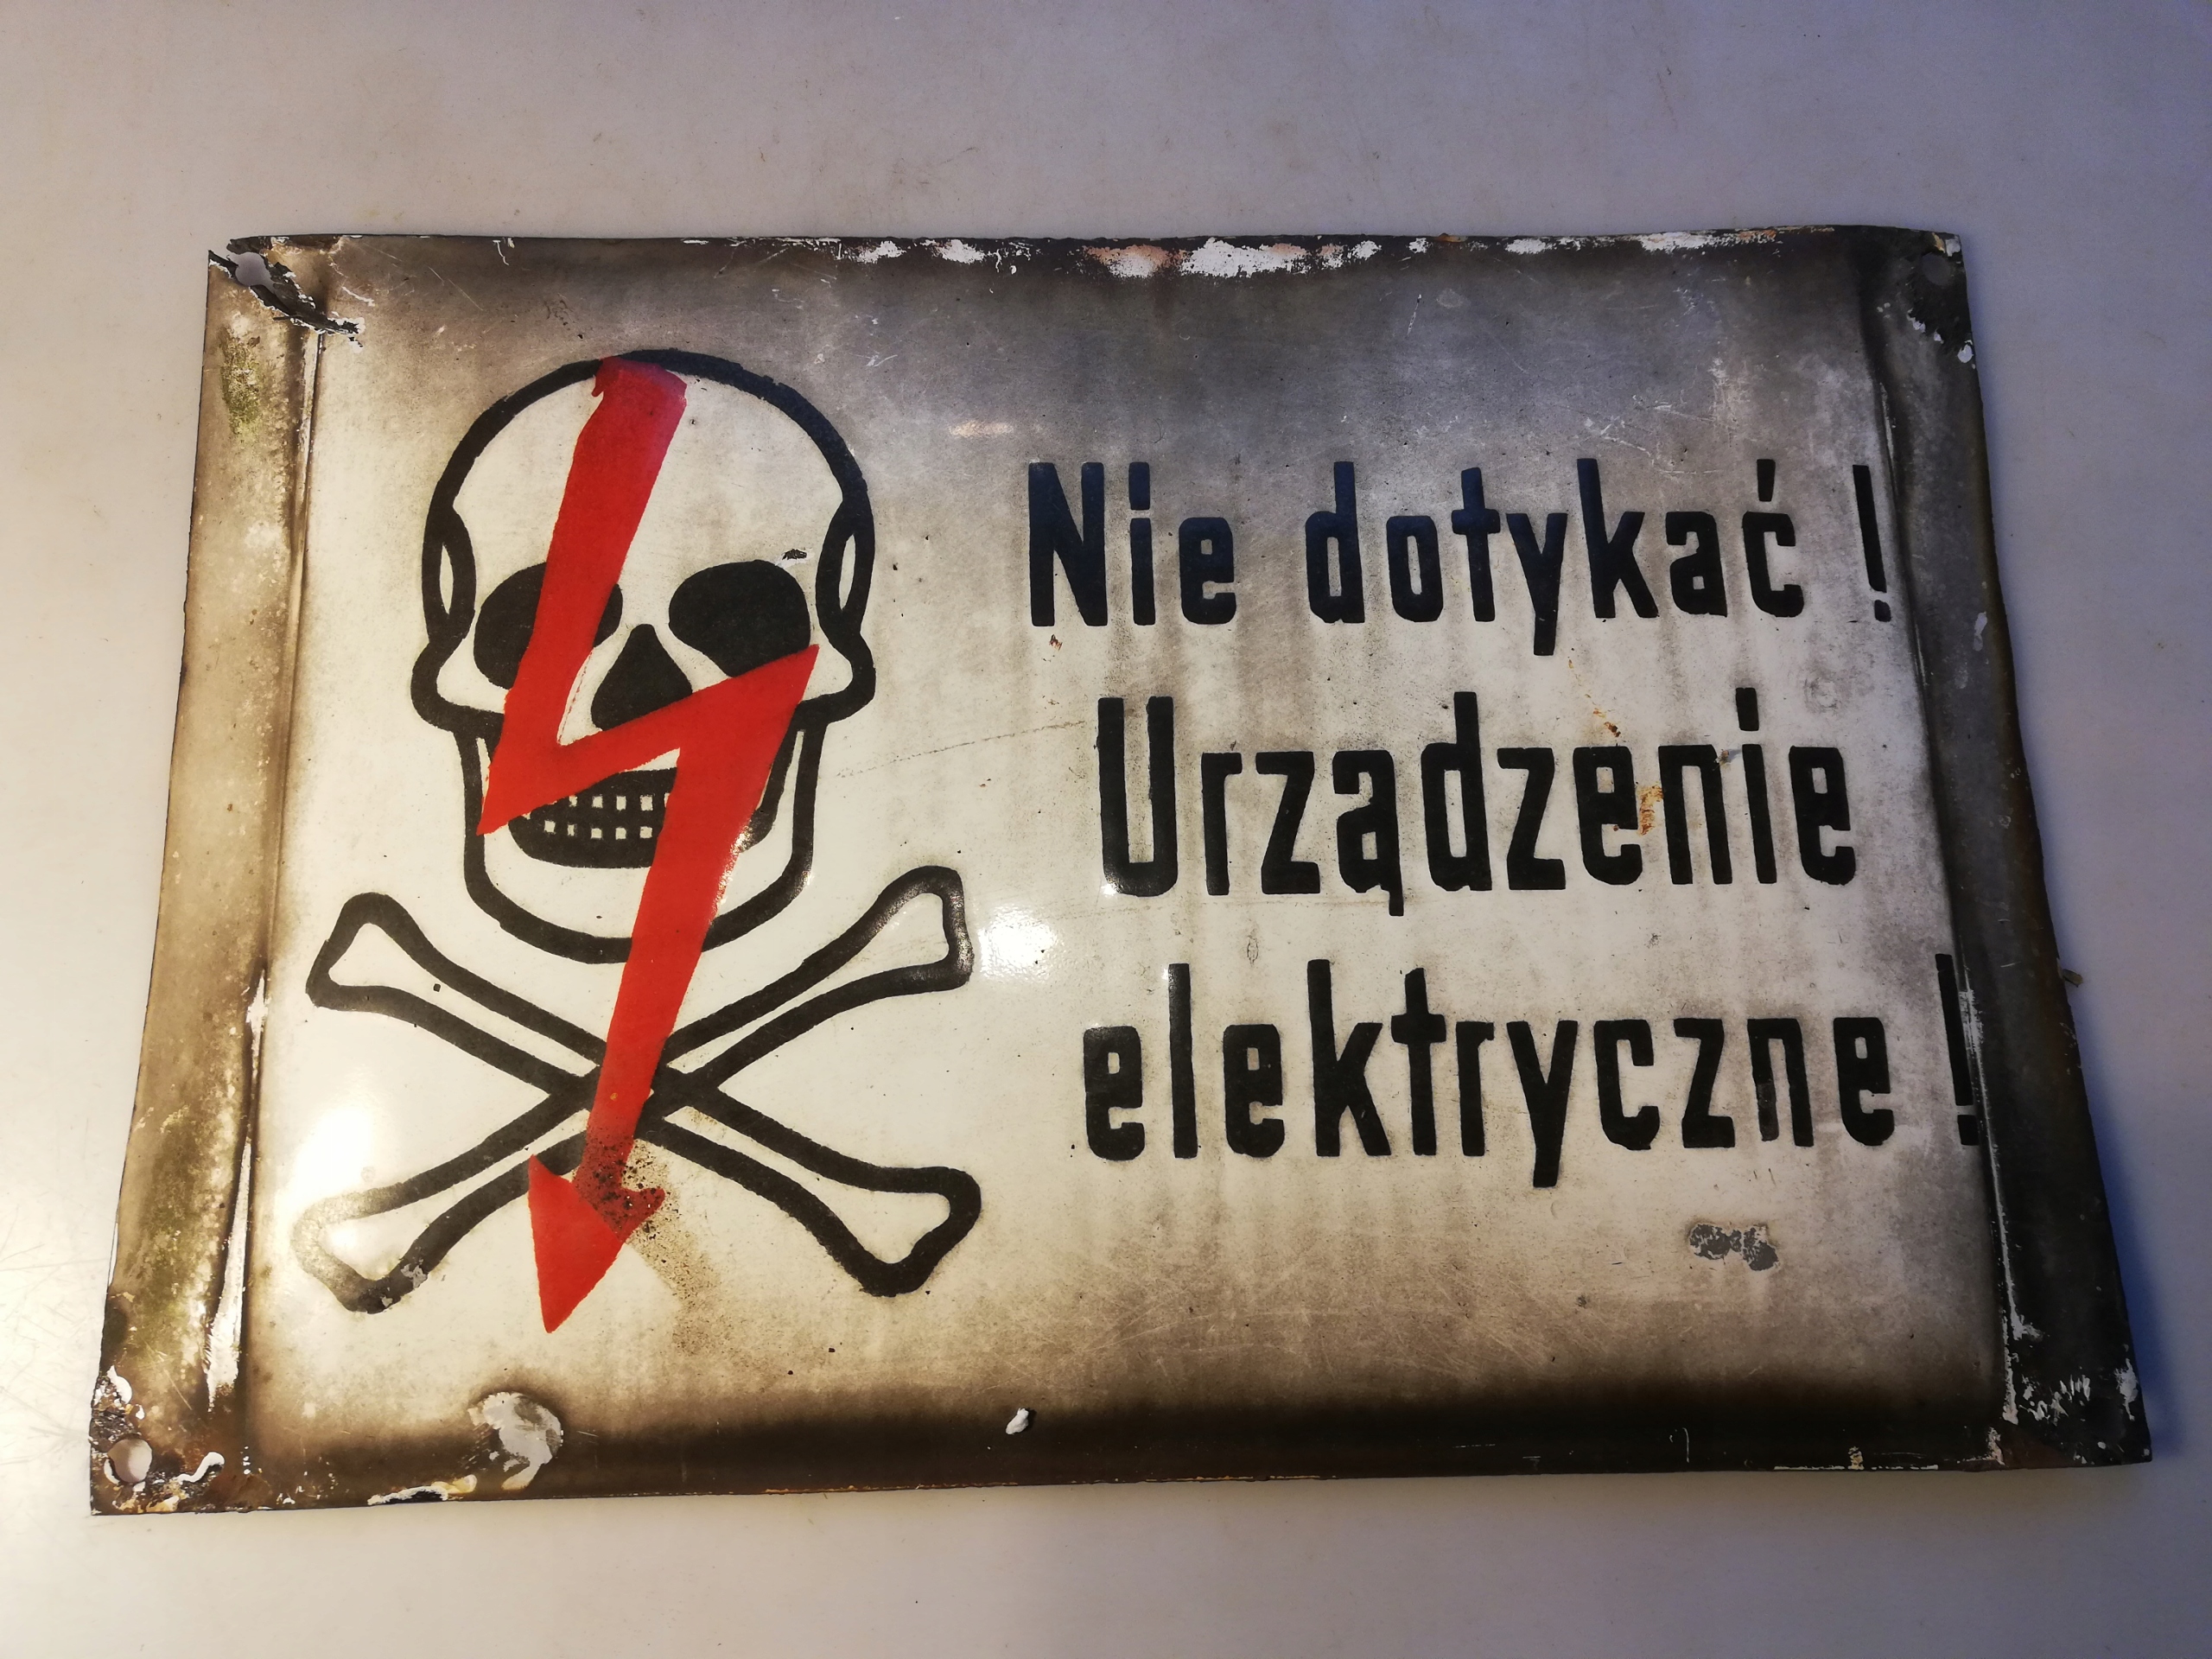 Nie dotykać !
Urządzenie
elektryczne !